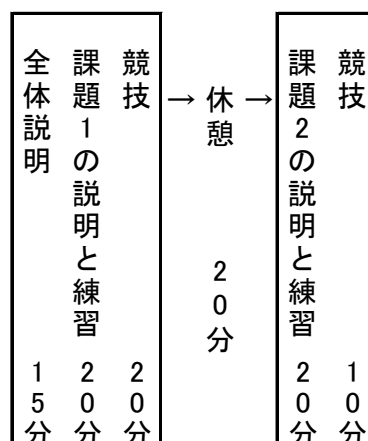 全体説明 15分
課題1の説明と練習 20分
競技 20分
→
休憩 20分
→
課題2の説明と練習 20分
競技 10分